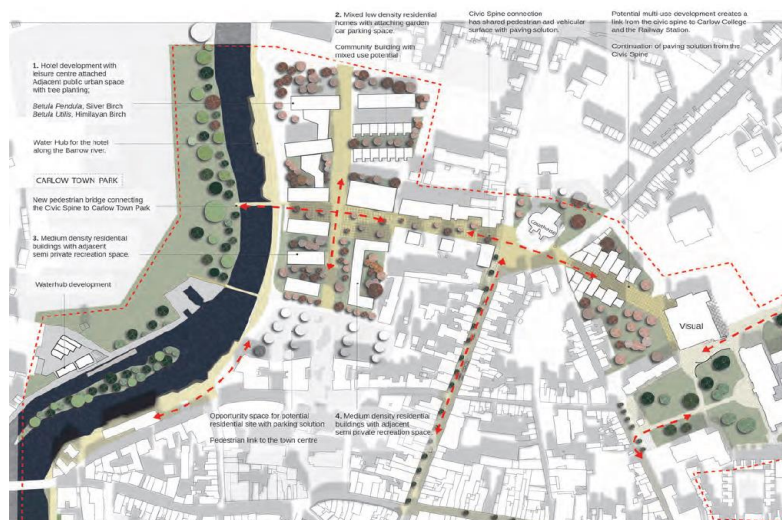 2. Mixed low density residential
homes with attaching garden
car parking space.
Community Building with
mixed use potential
Civic Spine connection
has shared pedestrian and vehicular
surface with paving solution.
Potential multi use development creates a
link from the civic spine to Carlow College
and the Railway Station.
Continuation of paving solution from the
Civic Spine
1. Hotel development with
leisure centre attached
Adjacent public urban space
with tree planting;
Betula Pendula, Silver Birch
Betula Utilis, Himilayan Birch
Water Hub for the hotel
along the Barrow river.
CARLOW TOWN PARK
New pedestrian bridge connecting
the Civic Spine to Carlow Town Park
3. Medium density residential
buildings with adjacent
semi private recreation space.
Waterhub development
Courthouse
Visual
Opportunity space for potential
residential site with parking solution
Pedestrian link to the town centre
4. Medium density residential
buildings with adjacent
semi private recreation space